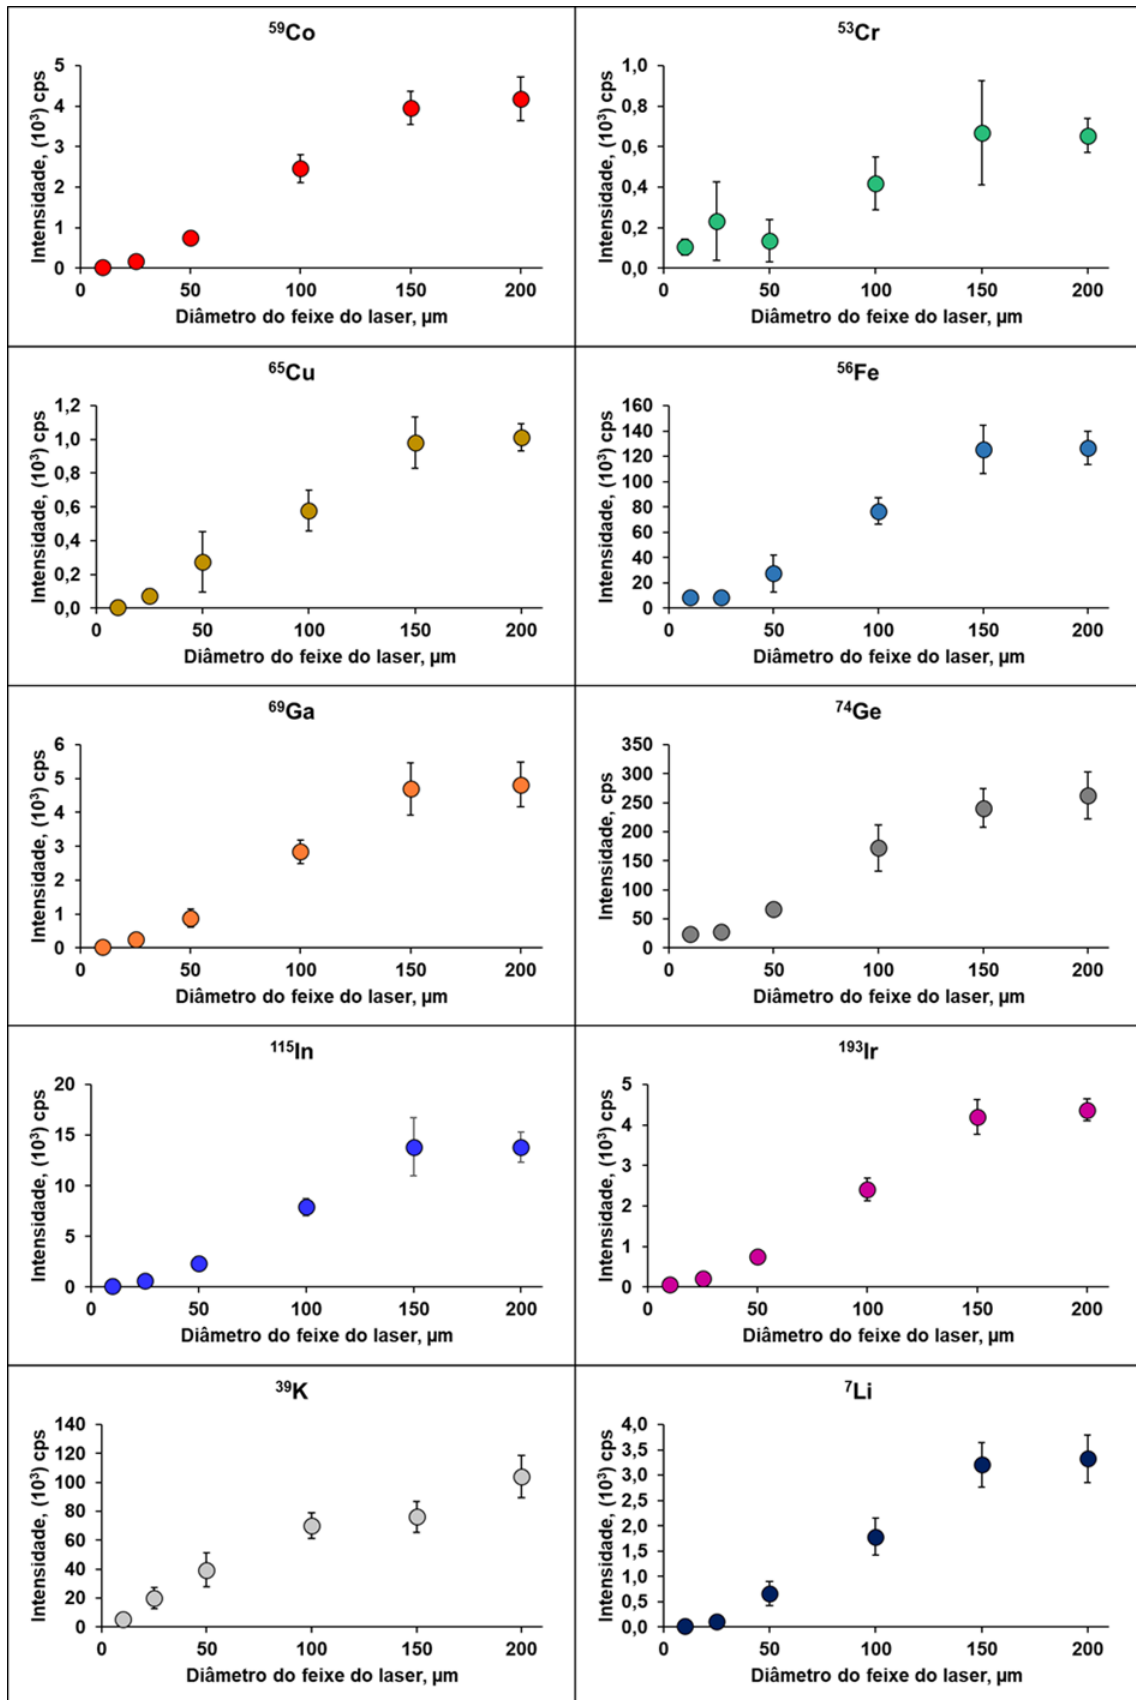 ⁵⁹Co
Intensidade, (10³) cps
5
4
3
2
1
0
0 50 100 150 200
Diâmetro do feixe do laser, µm
⁵³Cr
Intensidade, (10³) cps
1,0
0,8
0,6
0,4
0,2
0,0
0 50 100 150 200
Diâmetro do feixe do laser, µm
⁶⁵Cu
Intensidade, (10³) cps
1,2
1,0
0,8
0,6
0,4
0,2
0,0
0 50 100 150 200
Diâmetro do feixe do laser, µm
⁵⁶Fe
Intensidade, (10³) cps
160
140
120
100
80
60
40
20
0
0 50 100 150 200
Diâmetro do feixe do laser, µm
⁶⁹Ga
Intensidade, (10³) cps
6
5
4
3
2
1
0
0 50 100 150 200
Diâmetro do feixe do laser, µm
⁷⁴Ge
Intensidade, cps
350
300
250
200
150
100
50
0
0 50 100 150 200
Diâmetro do feixe do laser, µm
¹¹⁵In
Intensidade, (10³) cps
20
15
10
5
0
0 50 100 150 200
Diâmetro do feixe do laser, µm
¹⁹³Ir
Intensidade, (10³) cps
5
4
3
2
1
0
0 50 100 150 200
Diâmetro do feixe do laser, µm
³⁹K
Intensidade, (10³) cps
140
120
100
80
60
40
20
0
0 50 100 150 200
Diâmetro do feixe do laser, µm
⁷Li
Intensidade, (10³) cps
4,0
3,5
3,0
2,5
2,0
1,5
1,0
0,5
0,0
0 50 100 150 200
Diâmetro do feixe do laser, µm